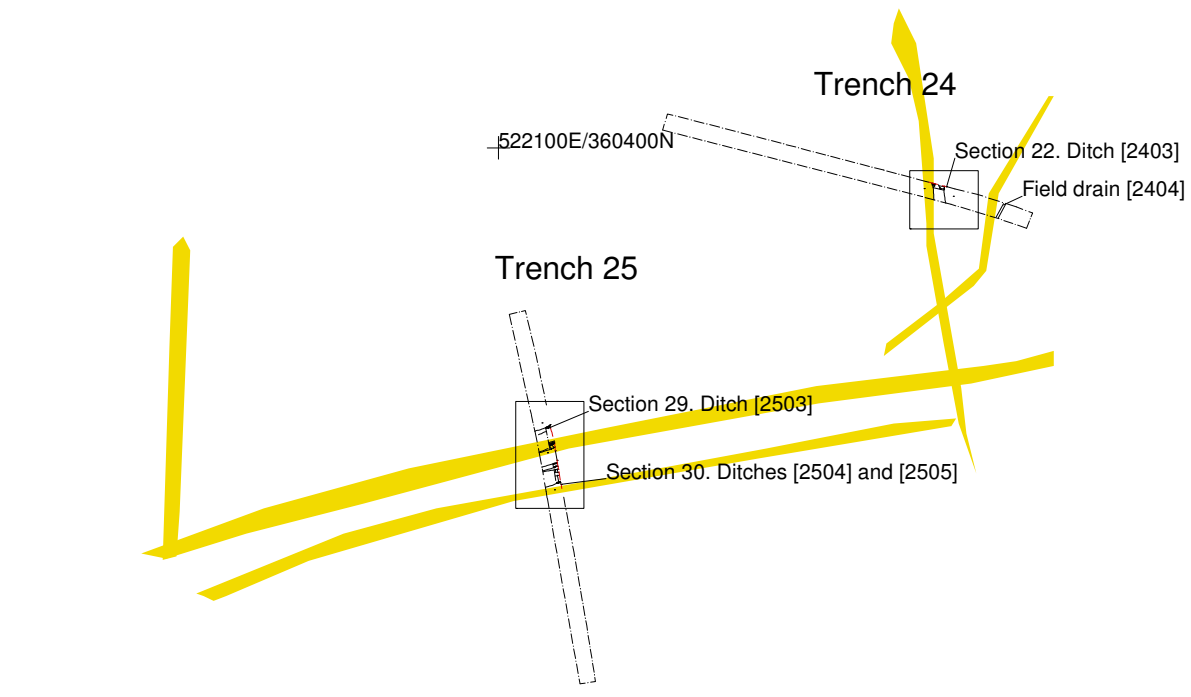 Trench 24
522100E/360400N
Section 22. Ditch [2403]
Field drain [2404]
Trench 25
Section 29. Ditch [2503]
Section 30. Ditches [2504] and [2505]